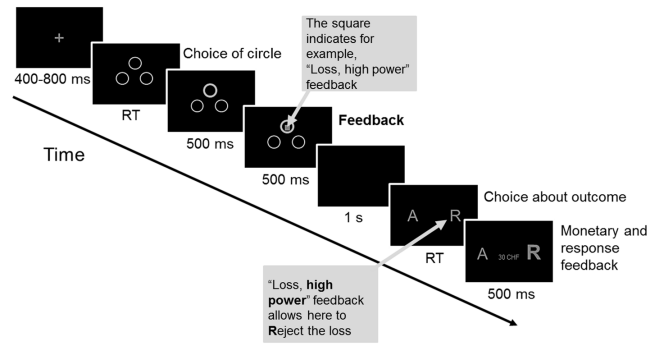 The square
indicates for
example,
“Loss, high power”
feedback
+
400-800 ms
Choice of circle
RT
500 ms
Feedback
500 ms
Time
1 s
Choice about outcome
A R
RT
Monetary and
response
feedback
A 30 CHF R
500 ms
“Loss, high
power” feedback
allows here to
Reject the loss